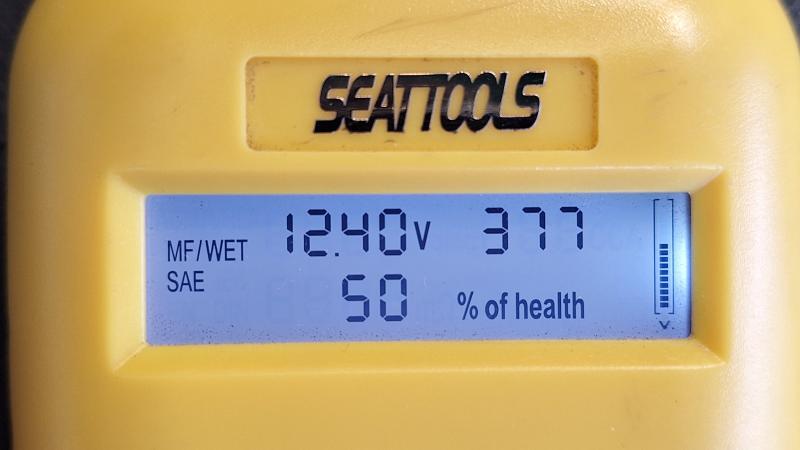 SEATTOOLS
MF/WET 12.40V 377
SAE 50 % of health
V.